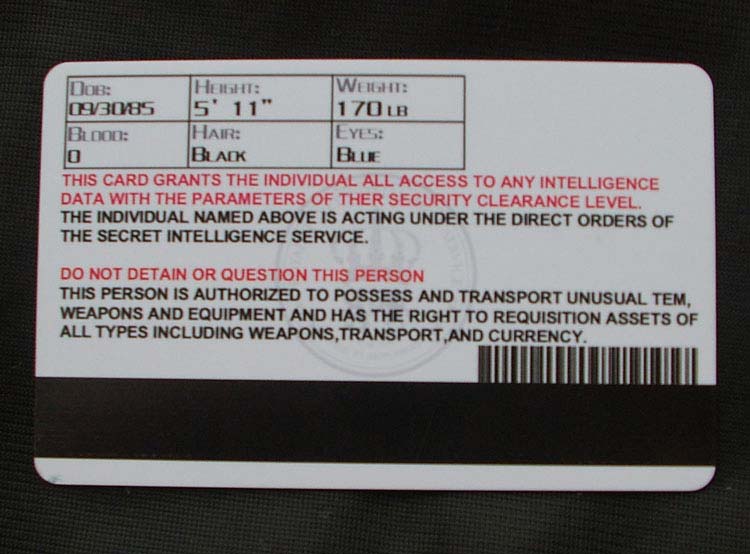 DOB: HEIGHT: WEIGHT:
09/30/85 5' 11" 170 LB
BLOOD: HAIR: EYES:
O BLACK BLUE
THIS CARD GRANTS THE INDIVIDUAL ALL ACCESS TO ANY INTELLIGENCE
DATA WITH THE PARAMETERS OF THER SECURITY CLEARANCE LEVEL.
THE INDIVIDUAL NAMED ABOVE IS ACTING UNDER THE DIRECT ORDERS OF
THE SECRET INTELLIGENCE SERVICE.
DO NOT DETAIN OR QUESTION THIS PERSON
THIS PERSON IS AUTHORIZED TO POSSESS AND TRANSPORT UNUSUAL TEM,
WEAPONS AND EQUIPMENT AND HAS THE RIGHT TO REQUISITION ASSETS OF
ALL TYPES INCLUDING WEAPONS,TRANSPORT,AND CURRENCY.